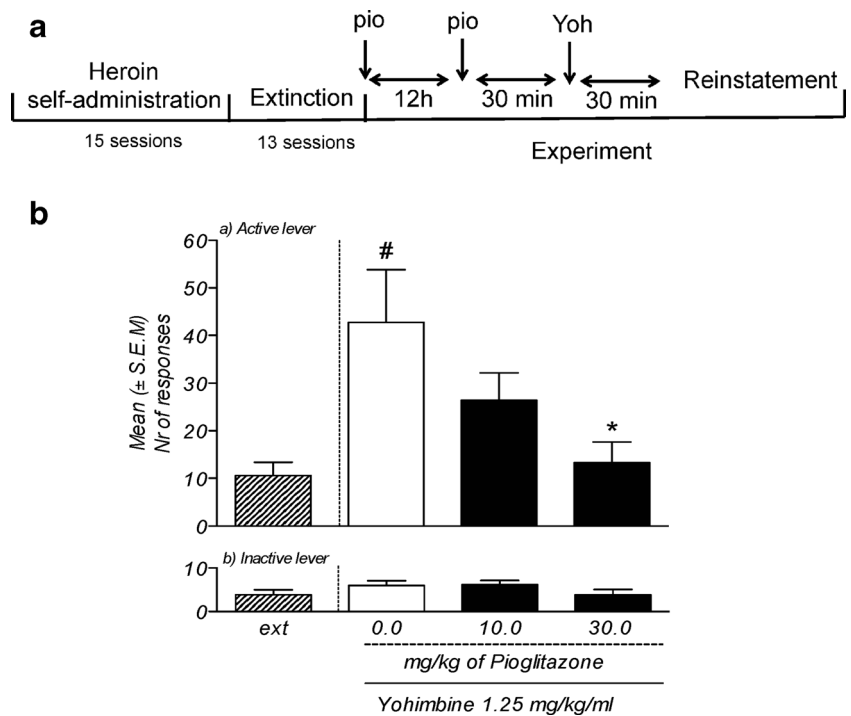 a
pio pio Yoh
Heroin
self-administration Extinction 12h 30 min 30 min Reinstatement
15 sessions 13 sessions Experiment
b
a) Active lever
60
50
40
30
20
10
0
#
*
Mean (± S.E.M)
Nr of responses
b) Inactive lever
10
0
ext 0.0 10.0 30.0
mg/kg of Pioglitazone
Yohimbine 1.25 mg/kg/ml